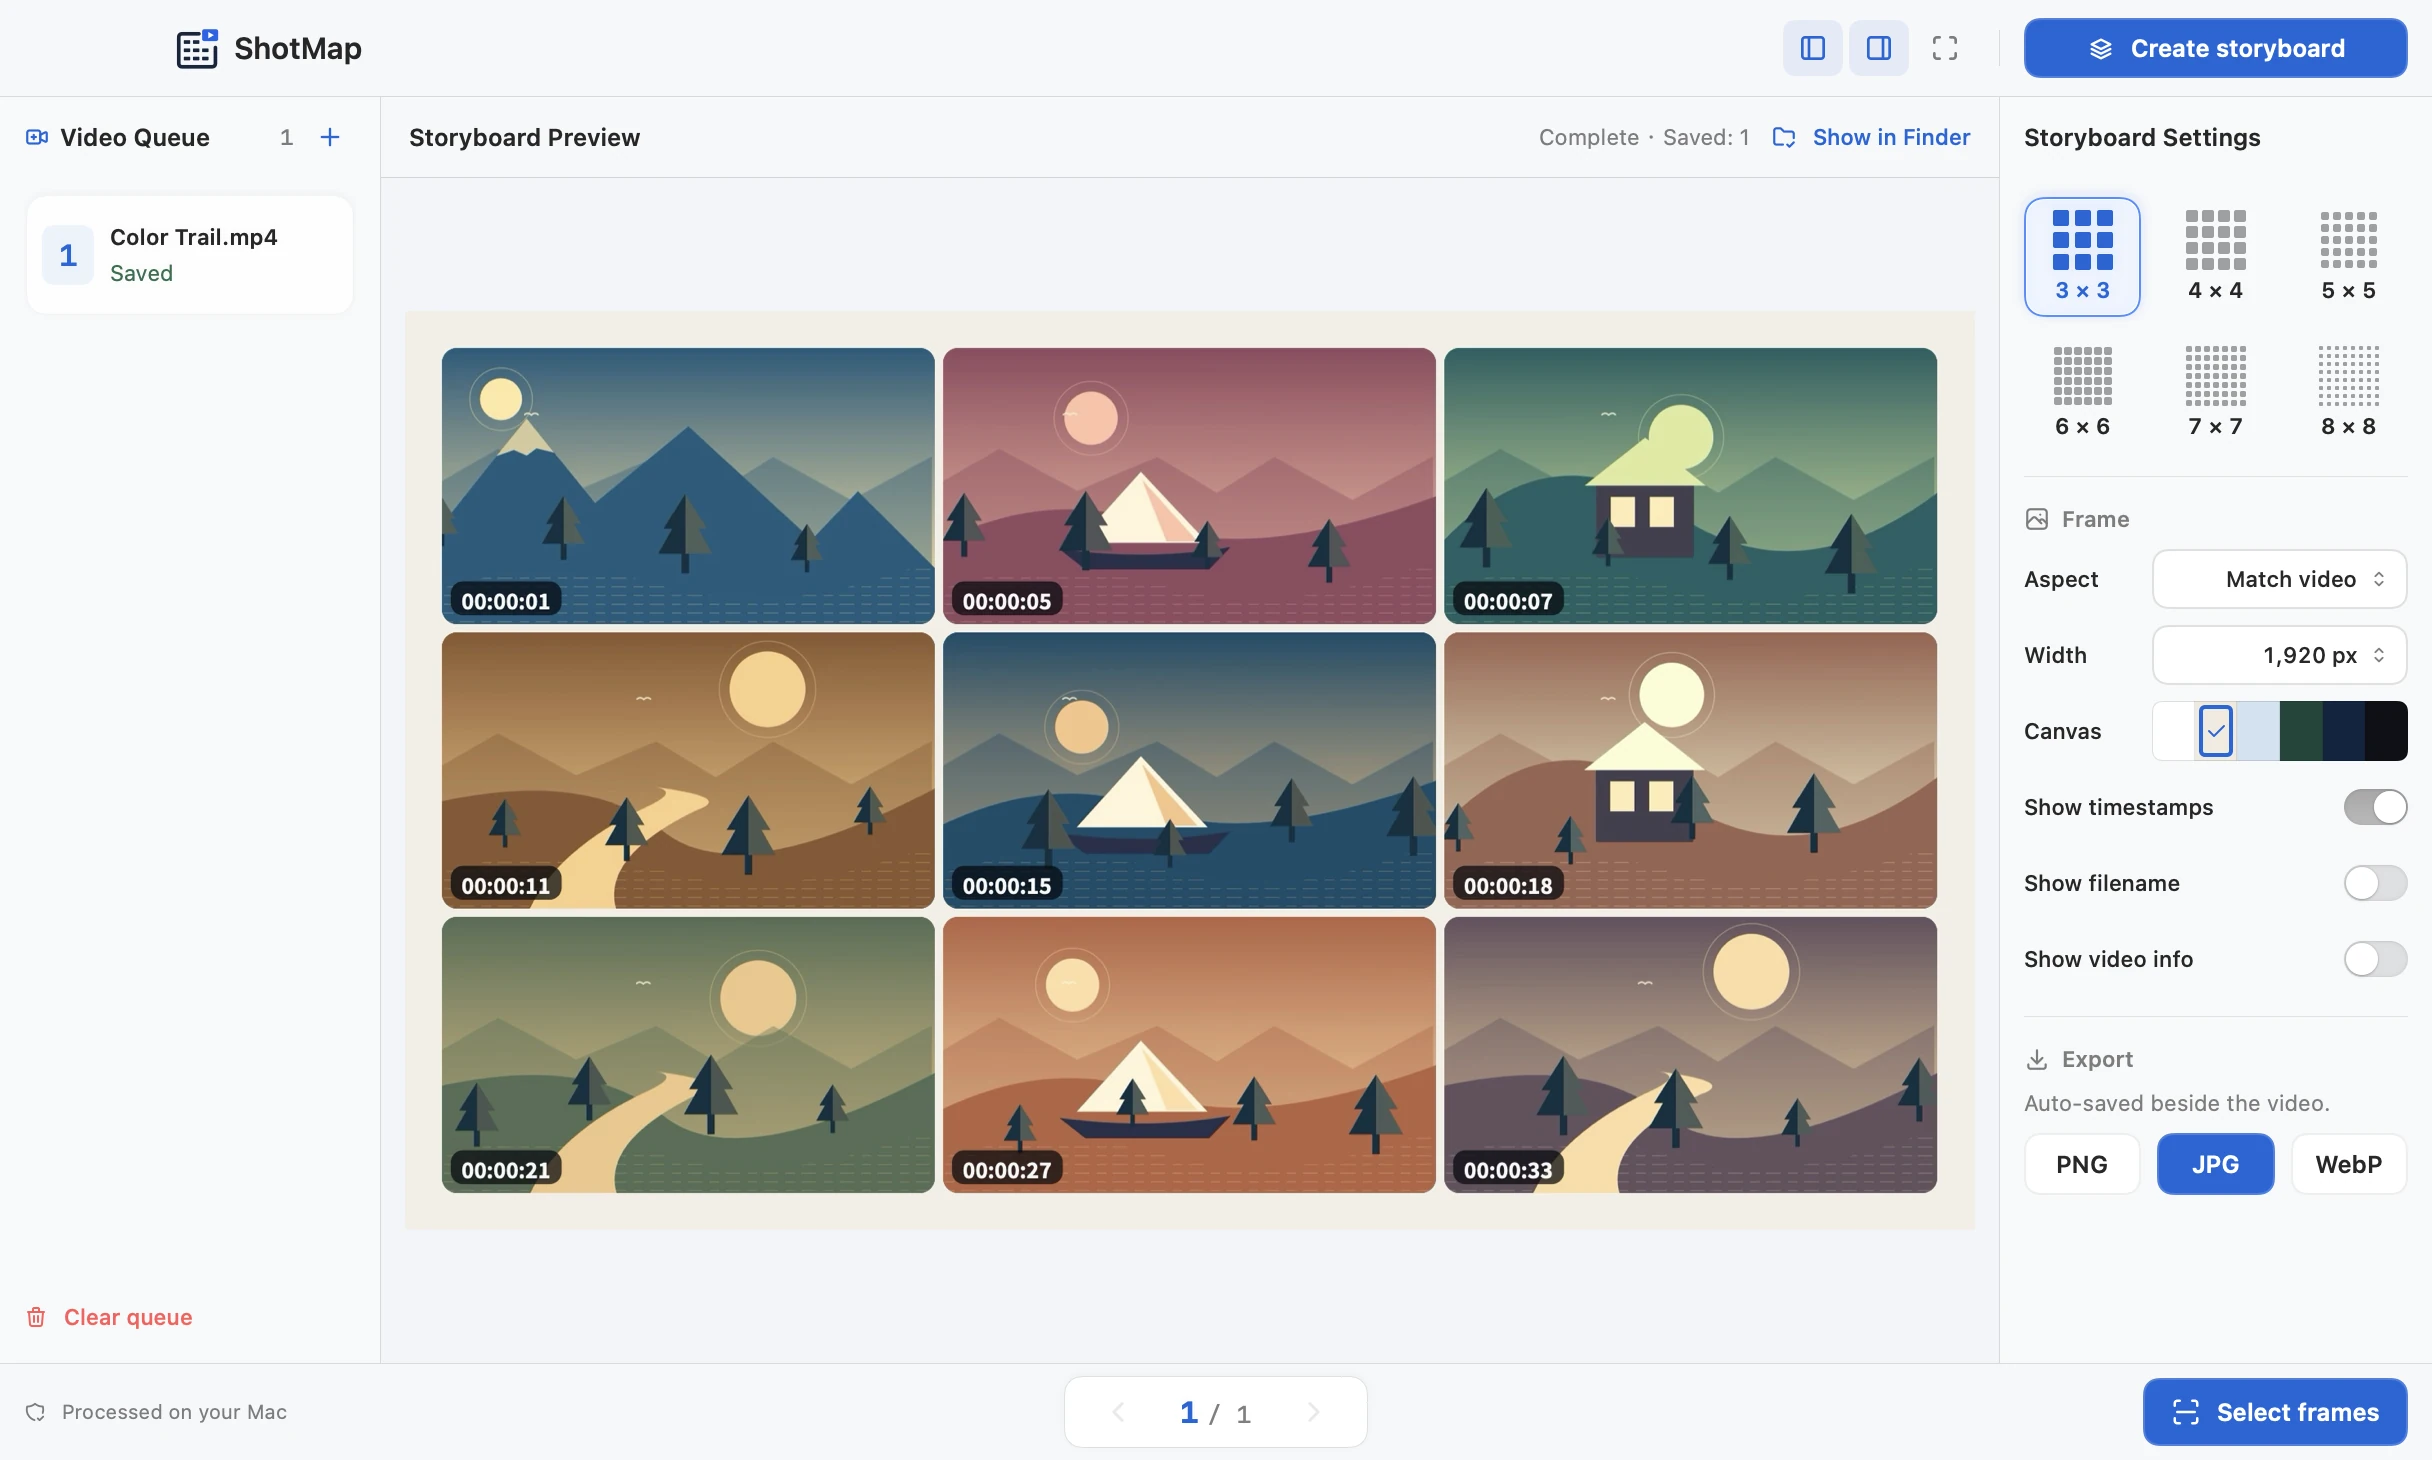 ShotMap
Create storyboard
Video Queue 1
Color Trail.mp4
1
Saved
Clear queue
Storyboard Preview
Complete · Saved: 1
Show in Finder
00:00:01
00:00:05
00:00:07
00:00:11
00:00:15
00:00:18
00:00:21
00:00:27
00:00:33
Storyboard Settings
3 × 3
4 × 4
5 × 5
6 × 6
7 × 7
8 × 8
Frame
Aspect
Match video
Width
1,920 px
Canvas
Show timestamps
Show filename
Show video info
Export
Auto-saved beside the video.
PNG
JPG
WebP
Processed on your Mac
1 / 1
Select frames